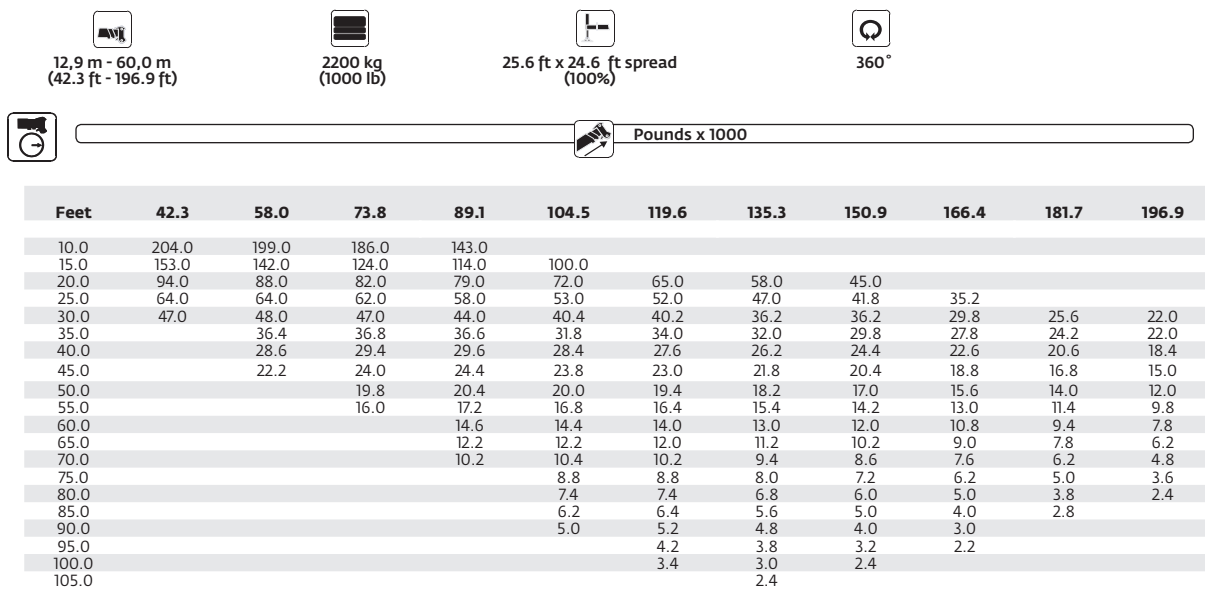 12,9 m - 60,0 m 2200 kg 25.6 ft x 24.6 ft spread 360°
(42.3 ft - 196.9 ft) (1000 lb) (100%)
Pounds x 1000
Feet 42.3 58.0 73.8 89.1 104.5 119.6 135.3 150.9 166.4 181.7 196.9
10.0 204.0 199.0 186.0 143.0
15.0 153.0 142.0 124.0 114.0 100.0
20.0 94.0 88.0 82.0 79.0 72.0 65.0 58.0 45.0
25.0 64.0 64.0 62.0 58.0 53.0 52.0 47.0 41.8 35.2
30.0 47.0 48.0 47.0 44.0 40.4 40.2 36.2 36.2 29.8 25.6 22.0
35.0 36.4 36.8 36.6 31.8 34.0 32.0 29.8 27.8 24.2 22.0
40.0 28.6 29.4 29.6 28.4 27.6 26.2 24.4 22.6 20.6 18.4
45.0 22.2 24.0 24.4 23.8 23.0 21.8 20.4 18.8 16.8 15.0
50.0 19.8 20.4 20.0 19.4 18.2 17.0 15.6 14.0 12.0
55.0 16.0 17.2 16.8 16.4 15.4 14.2 13.0 11.4 9.8
60.0 14.6 14.4 14.0 13.0 12.0 10.8 9.4 7.8
65.0 12.2 12.2 12.0 11.2 10.2 9.0 7.8 6.2
70.0 10.2 10.4 10.2 9.4 8.6 7.6 6.2 4.8
75.0 8.8 8.8 8.0 7.2 6.2 5.0 3.6
80.0 7.4 7.4 6.8 6.0 5.0 3.8 2.4
85.0 6.2 6.4 5.6 5.0 4.0 2.8
90.0 5.0 5.2 4.8 4.0 3.0
95.0 4.2 3.8 3.2 2.2
100.0 3.4 3.0 2.4
105.0 2.4